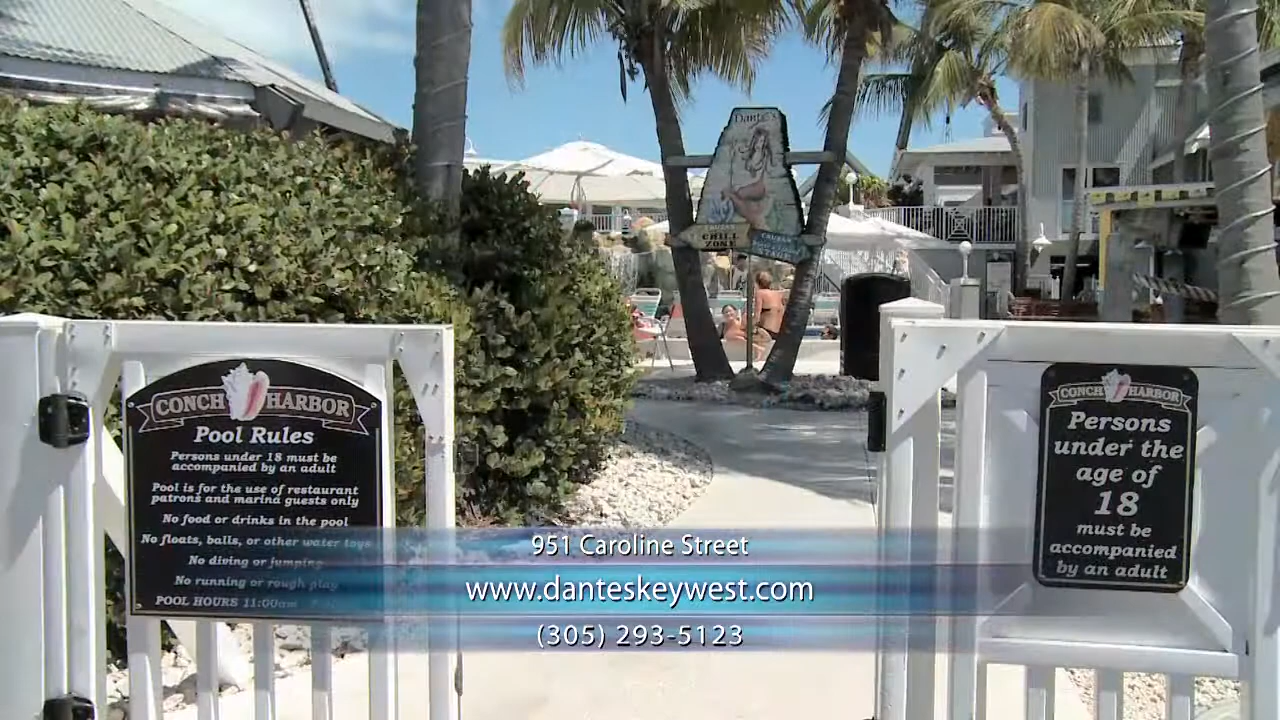 Dante's
CHILL
ZONE
CONCH HARBOR
Pool Rules
Persons under 18 must be
accompanied by an adult
Pool is for the use of restaurant
patrons and marina guests only
No food or drinks in the pool
No floats, balls, or other water toys
No diving or jumping
No running or rough play
POOL HOURS 11:00am
CONCH HARBOR
Persons
under the
age of
18
must be
accompanied
by an adult
951 Caroline Street
www.danteskeywest.com
(305) 293-5123